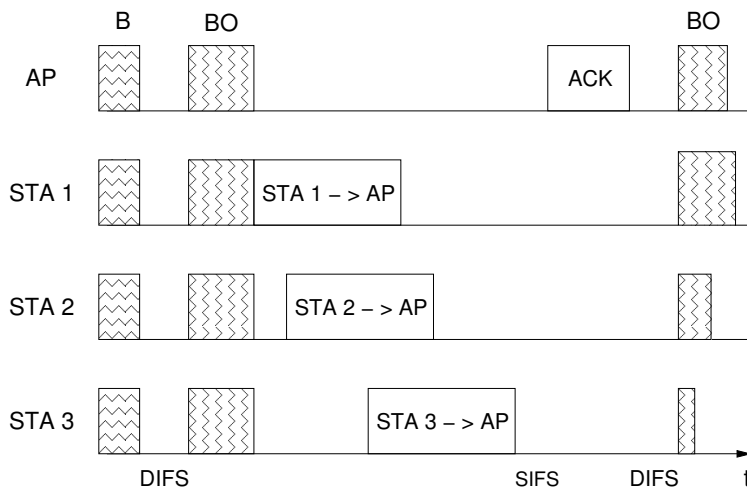 B BO BO
AP ACK
STA 1 STA 1 − > AP
STA 2 STA 2 − > AP
STA 3 STA 3 − > AP
DIFS SIFS DIFS t